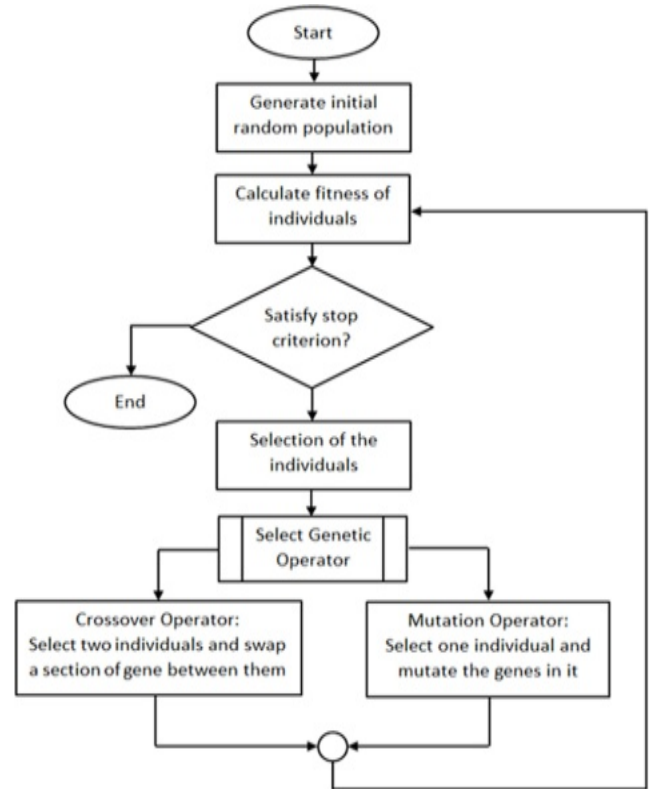 Start
Generate initial
random population
Calculate fitness of
individuals
Satisfy stop
criterion?
End
Selection of the
individuals
Select Genetic
Operator
Crossover Operator:
Select two individuals and swap
a section of gene between them
Mutation Operator:
Select one individual and
mutate the genes in it